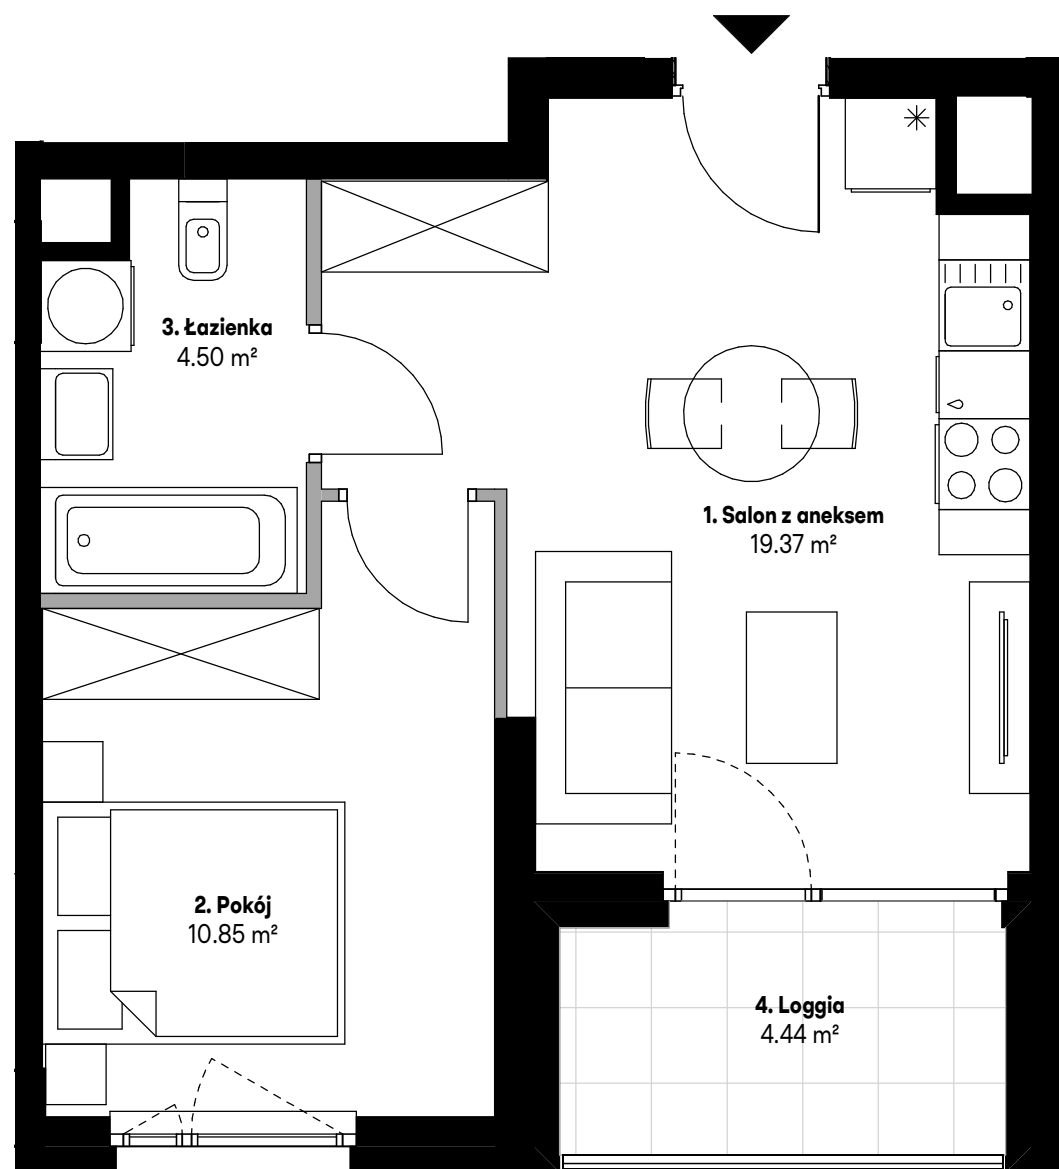 3. Łazienka
4.50 m²
1. Salon z aneksem
19.37 m²
2. Pokój
10.85 m²
4. Loggia
4.44 m²